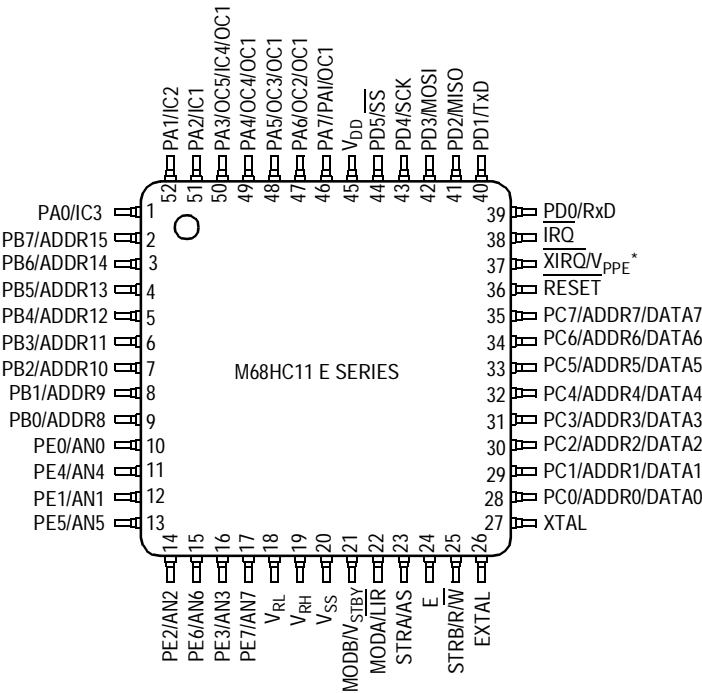 PA1/IC2
PA2/IC1
PA3/OC5/IC4/OC1
PA4/OC4/OC1
PA5/OC3/OC1
PA6/OC2/OC1
PA7/PAI/OC1
VDD
PD5/S̅S̅
PD4/SCK
PD3/MOSI
PD2/MISO
PD1/TxD
52
51
50
49
48
47
46
45
44
43
42
41
40
PA0/IC3 1
PB7/ADDR15 2
PB6/ADDR14 3
PB5/ADDR13 4
PB4/ADDR12 5
PB3/ADDR11 6
PB2/ADDR10 7
PB1/ADDR9 8
PB0/ADDR8 9
PE0/AN0 10
PE4/AN4 11
PE1/AN1 12
PE5/AN5 13
M68HC11 E SERIES
39 PD0/RxD
38 I̅R̅Q̅
37 X̅I̅R̅Q̅/VPPE*
36 R̅E̅S̅E̅T̅
35 PC7/ADDR7/DATA7
34 PC6/ADDR6/DATA6
33 PC5/ADDR5/DATA5
32 PC4/ADDR4/DATA4
31 PC3/ADDR3/DATA3
30 PC2/ADDR2/DATA2
29 PC1/ADDR1/DATA1
28 PC0/ADDR0/DATA0
27 XTAL
14
15
16
17
18
19
20
21
22
23
24
25
26
PE2/AN2
PE6/AN6
PE3/AN3
PE7/AN7
VRL
VRH
VSS
MODB/VSTBY
MODA/L̅I̅R̅
STRA/AS
E
STRB/R/W̅
EXTAL